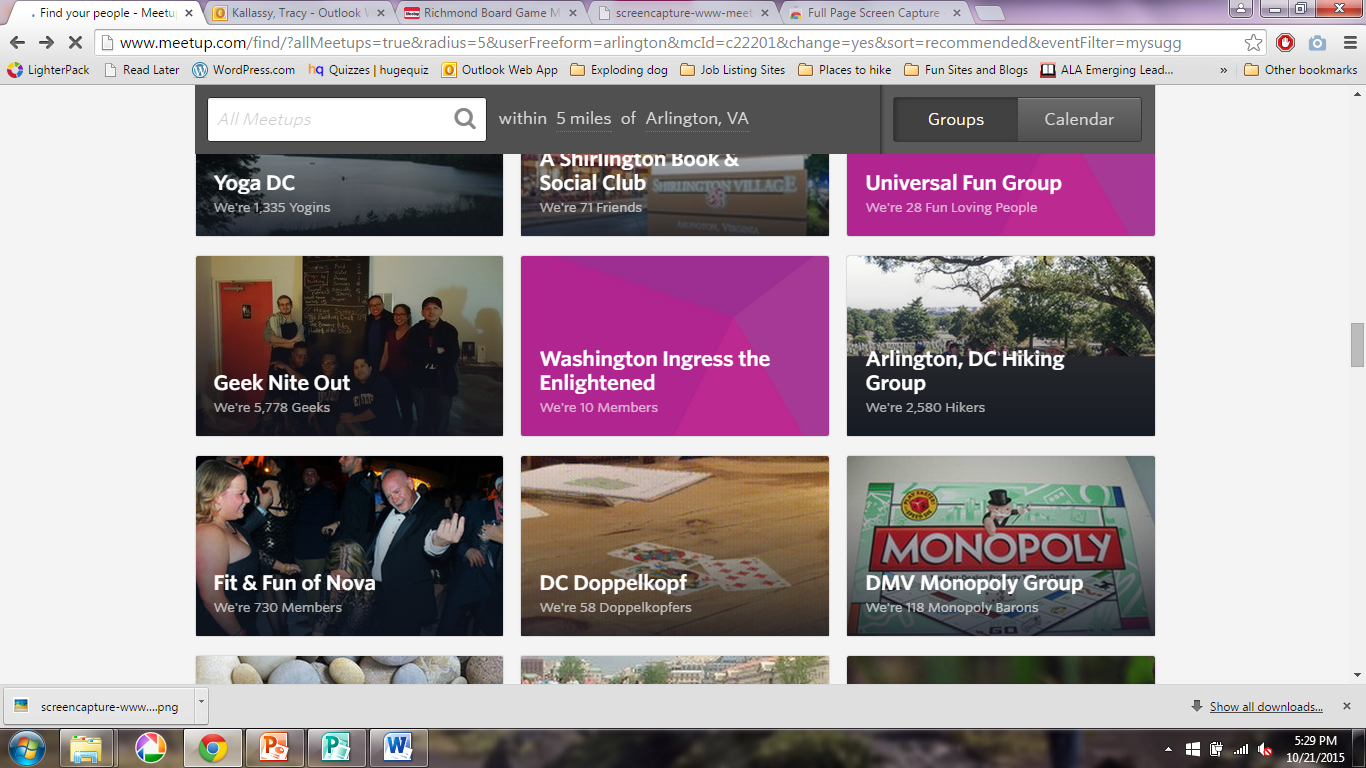 Find your people - Meetu
Kallassy, Tracy - Outlook W
Richmond Board Game M
screencapture-www-meet
Full Page Screen Capture
www.meetup.com/find/?allMeetups=true&radius=5&userFreeform=arlington&mcId=c22201&change=yes&sort=recommended&eventFilter=mysugg
LighterPack
Read Later
WordPress.com
hq Quizzes | hugequiz
Outlook Web App
Exploding dog
Job Listing Sites
Places to hike
Fun Sites and Blogs
ALA Emerging Lead...
»
Other bookmarks
All Meetups
within 5 miles of Arlington, VA
Groups
Calendar
Yoga DC
We're 1,335 Yogins
A Shirlington Book &
Social Club
We're 71 Friends
SHIRLINGTON VILLAGE
ARLINGTON, VIRGINIA
Universal Fun Group
We're 28 Fun Loving People
Geek Nite Out
We're 5,778 Geeks
Washington Ingress the
Enlightened
We're 10 Members
Arlington, DC Hiking
Group
We're 2,580 Hikers
Fit & Fun of Nova
We're 730 Members
DC Doppelkopf
We're 58 Doppelkopfers
MONOPOLY
DMV Monopoly Group
We're 118 Monopoly Barons
GO
screencapture-www....png
Show all downloads...
5:29 PM
10/21/2015